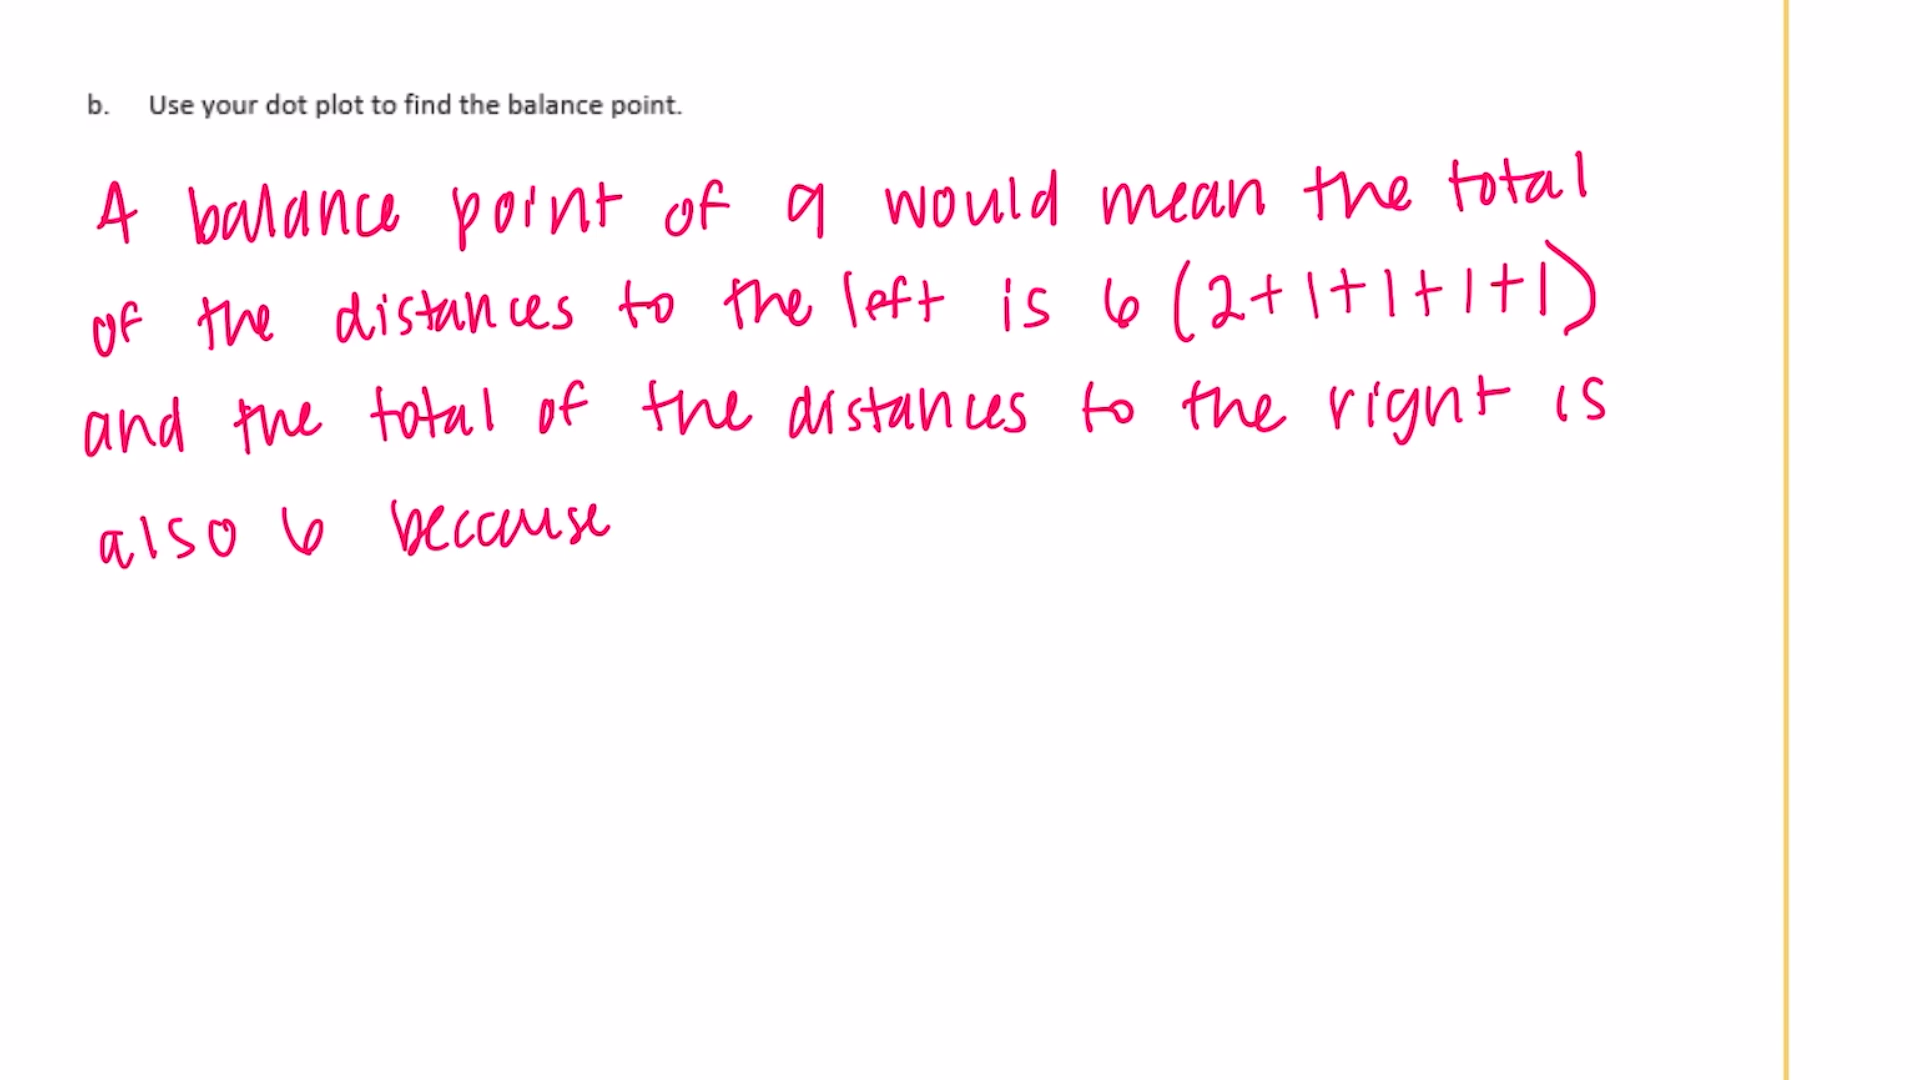 b. Use your dot plot to find the balance point.
A balance point of 9 would mean the total
of the distances to the left is 6 (2+1+1+1+1)
and the total of the distances to the right is
also 6 because